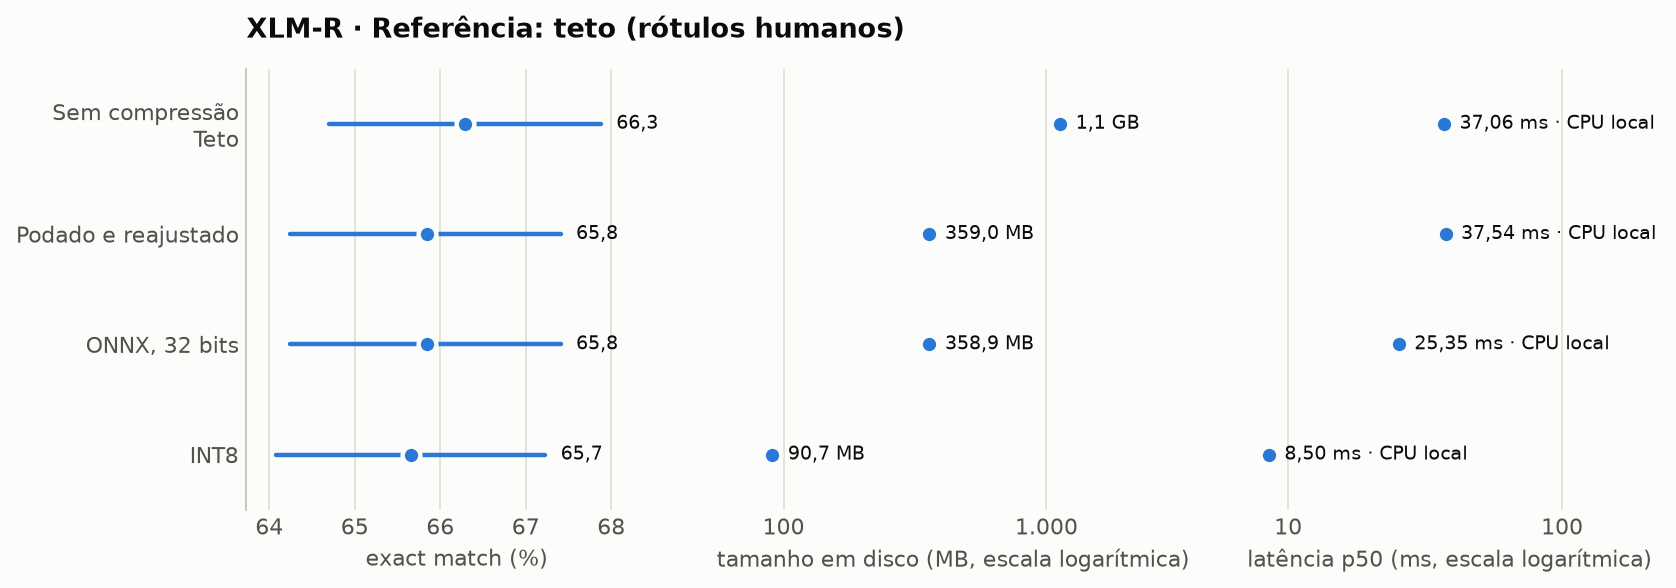 XLM-R · Referência: teto (rótulos humanos)
Sem compressão
Teto
66,3
1,1 GB
37,06 ms · CPU local
Podado e reajustado
65,8
359,0 MB
37,54 ms · CPU local
ONNX, 32 bits
65,8
358,9 MB
25,35 ms · CPU local
INT8
65,7
90,7 MB
8,50 ms · CPU local
64 65 66 67 68
100 1.000
10 100
exact match (%)
tamanho em disco (MB, escala logarítmica)
latência p50 (ms, escala logarítmica)